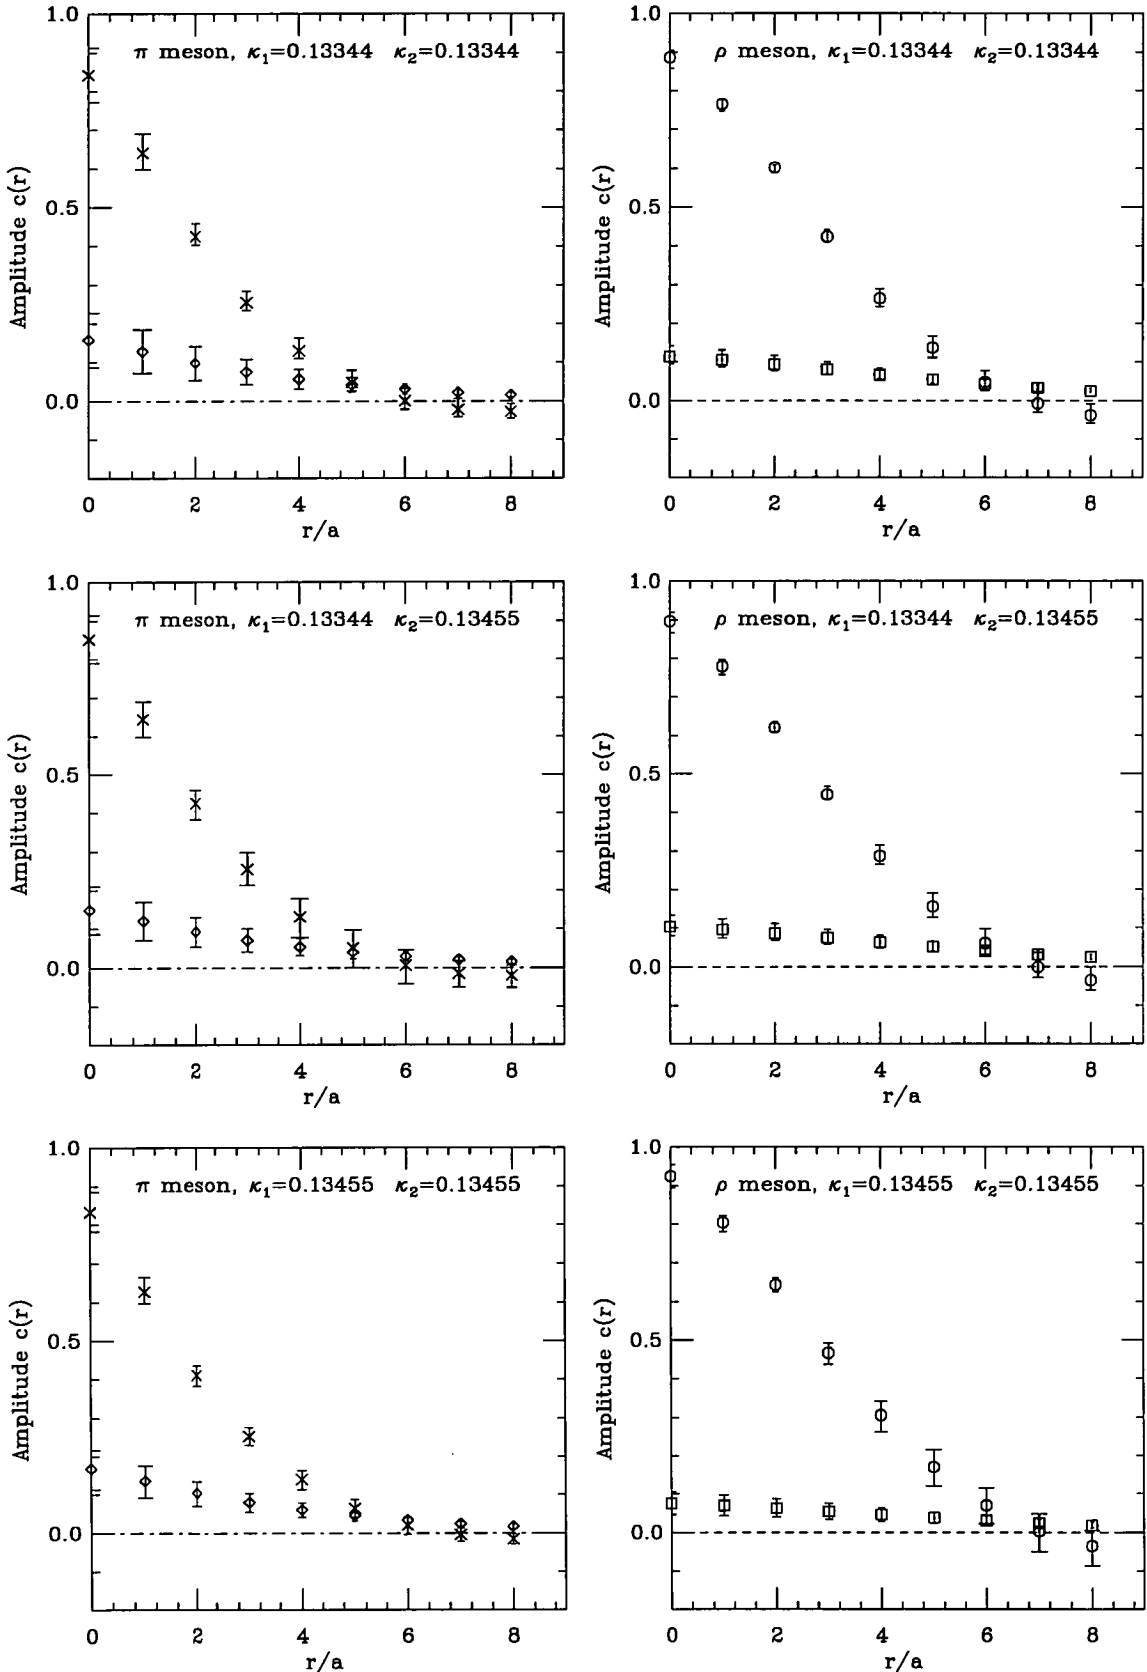 π meson, κ₁=0.13344 κ₂=0.13344
1.0
0.5
0.0
Amplitude c(r)
0 2 4 6 8
r/a
ρ meson, κ₁=0.13344 κ₂=0.13344
1.0
0.5
0.0
Amplitude c(r)
0 2 4 6 8
r/a
π meson, κ₁=0.13344 κ₂=0.13455
1.0
0.5
0.0
Amplitude c(r)
0 2 4 6 8
r/a
ρ meson, κ₁=0.13344 κ₂=0.13455
1.0
0.5
0.0
Amplitude c(r)
0 2 4 6 8
r/a
π meson, κ₁=0.13455 κ₂=0.13455
1.0
0.5
0.0
Amplitude c(r)
0 2 4 6 8
r/a
ρ meson, κ₁=0.13455 κ₂=0.13455
1.0
0.5
0.0
Amplitude c(r)
0 2 4 6 8
r/a